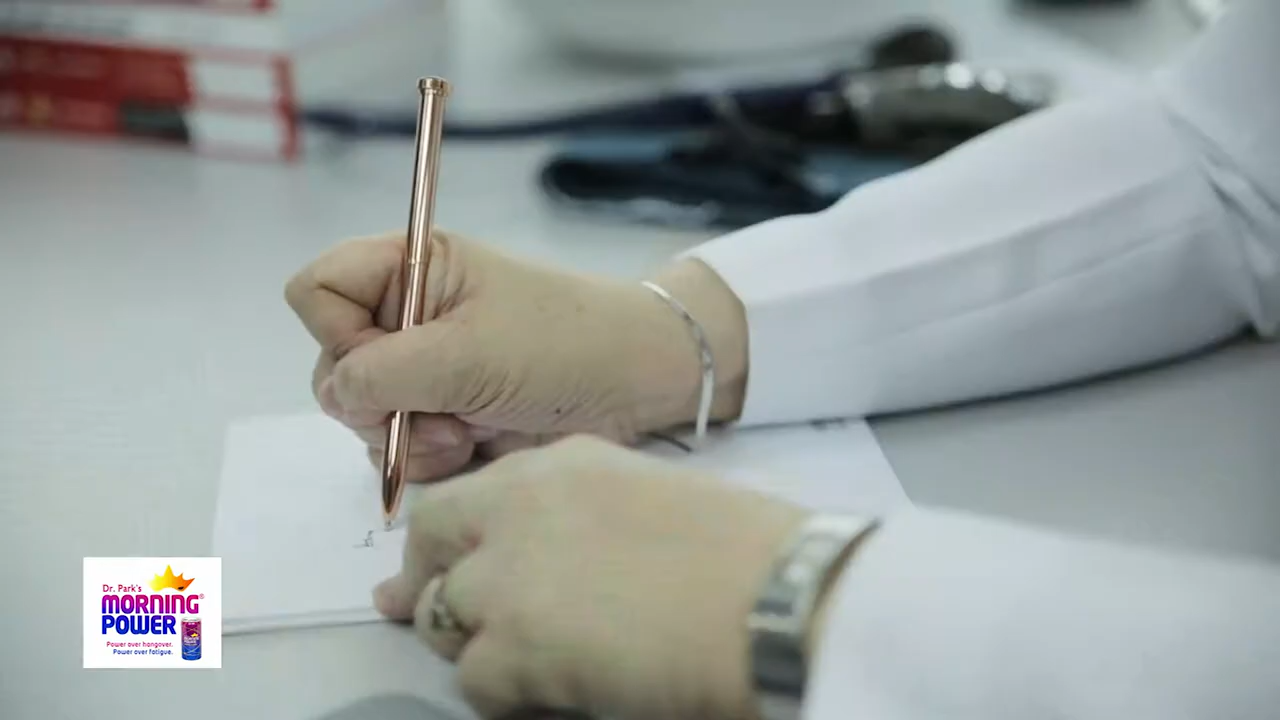 Dr. Park's
MORNING
POWER
Power over hangover.
Power over fatigue.